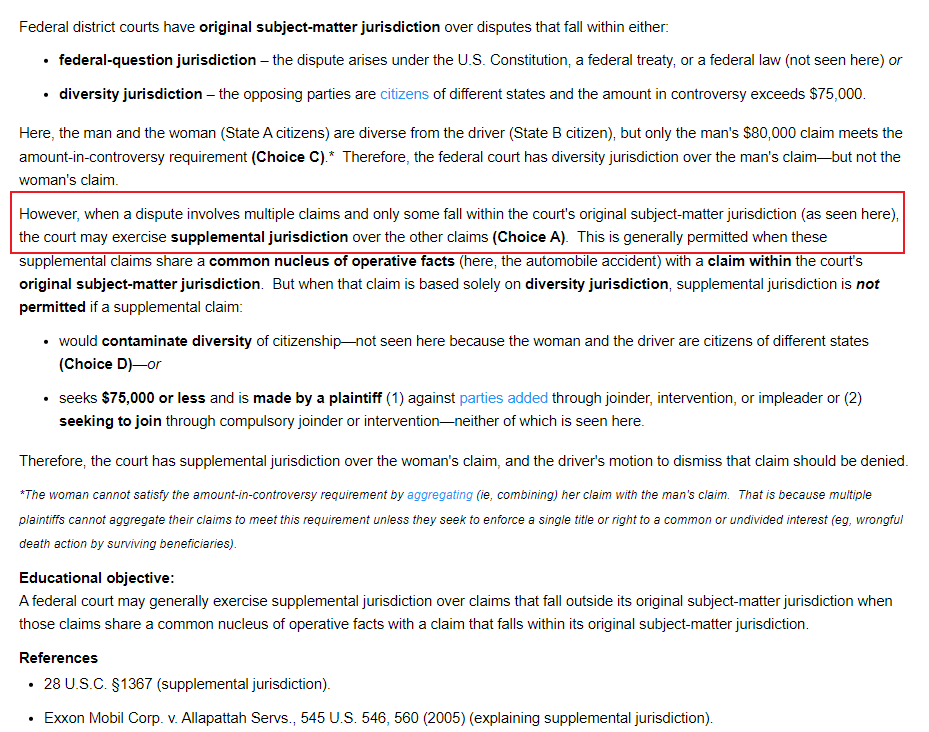 Federal district courts have original subject-matter jurisdiction over disputes that fall within either:
• federal-question jurisdiction – the dispute arises under the U.S. Constitution, a federal treaty, or a federal law (not seen here) or
• diversity jurisdiction – the opposing parties are citizens of different states and the amount in controversy exceeds $75,000.
Here, the man and the woman (State A citizens) are diverse from the driver (State B citizen), but only the man's $80,000 claim meets the
amount-in-controversy requirement (Choice C).* Therefore, the federal court has diversity jurisdiction over the man's claim—but not the
woman's claim.
However, when a dispute involves multiple claims and only some fall within the court's original subject-matter jurisdiction (as seen here),
the court may exercise supplemental jurisdiction over the other claims (Choice A). This is generally permitted when these
supplemental claims share a common nucleus of operative facts (here, the automobile accident) with a claim within the court's
original subject-matter jurisdiction. But when that claim is based solely on diversity jurisdiction, supplemental jurisdiction is not
permitted if a supplemental claim:
• would contaminate diversity of citizenship—not seen here because the woman and the driver are citizens of different states
(Choice D)—or
• seeks $75,000 or less and is made by a plaintiff (1) against parties added through joinder, intervention, or impleader or (2)
seeking to join through compulsory joinder or intervention—neither of which is seen here.
Therefore, the court has supplemental jurisdiction over the woman's claim, and the driver's motion to dismiss that claim should be denied.
*The woman cannot satisfy the amount-in-controversy requirement by aggregating (ie, combining) her claim with the man's claim. That is because multiple
plaintiffs cannot aggregate their claims to meet this requirement unless they seek to enforce a single title or right to a common or undivided interest (eg, wrongful
death action by surviving beneficiaries).
Educational objective:
A federal court may generally exercise supplemental jurisdiction over claims that fall outside its original subject-matter jurisdiction when
those claims share a common nucleus of operative facts with a claim that falls within its original subject-matter jurisdiction.
References
• 28 U.S.C. §1367 (supplemental jurisdiction).
• Exxon Mobil Corp. v. Allapattah Servs., 545 U.S. 546, 560 (2005) (explaining supplemental jurisdiction).